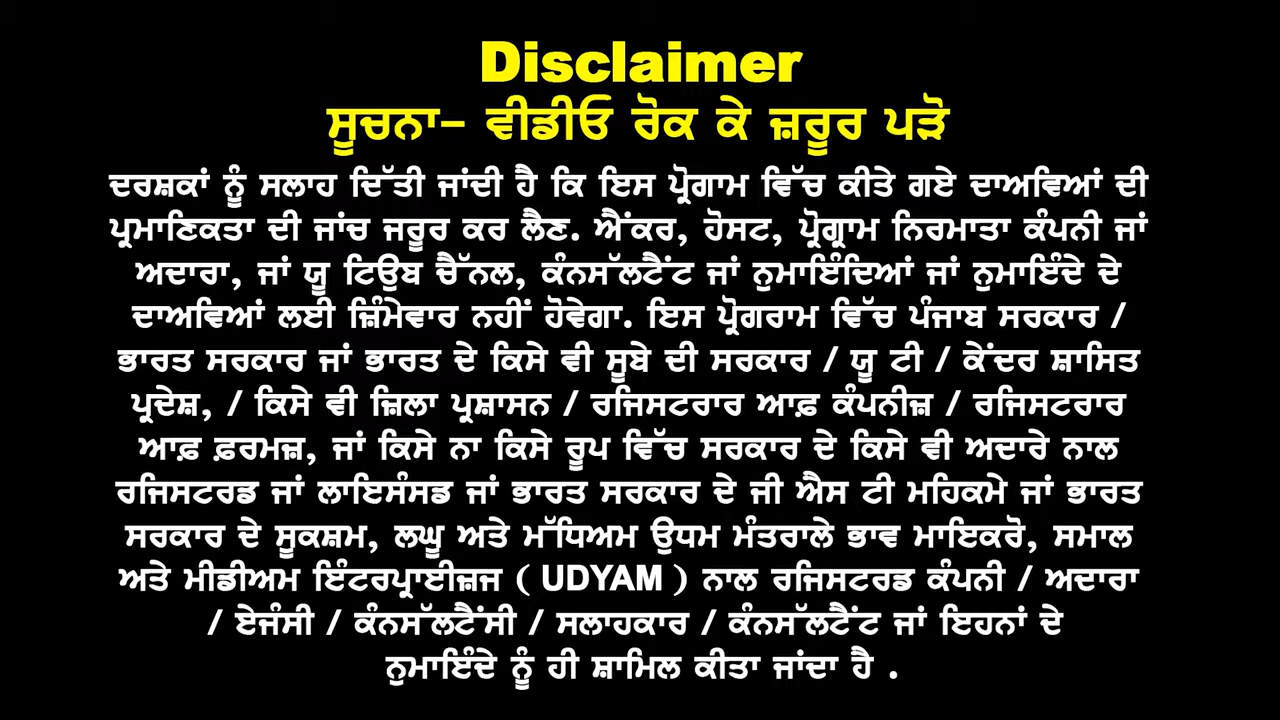 Disclaimer
ਸੂਚਨਾ- ਵੀਡੀਓ ਰੋਕ ਕੇ ਜ਼ਰੂਰ ਪੜੋ
ਦਰਸ਼ਕਾਂ ਨੂੰ ਸਲਾਹ ਦਿੱਤੀ ਜਾਂਦੀ ਹੈ ਕਿ ਇਸ ਪ੍ਰੋਗਾਮ ਵਿੱਚ ਕੀਤੇ ਗਏ ਦਾਅਵਿਆਂ ਦੀ
ਪ੍ਰਮਾਣਿਕਤਾ ਦੀ ਜਾਂਚ ਜਰੂਰ ਕਰ ਲੈਣ. ਐਂਕਰ, ਹੋਸਟ, ਪ੍ਰੋਗ੍ਰਾਮ ਨਿਰਮਾਤਾ ਕੰਪਨੀ ਜਾਂ
ਅਦਾਰਾ, ਜਾਂ ਯੂ ਟਿਉਬ ਚੈੱਨਲ, ਕੰਨਸੱਲਟੈਂਟ ਜਾਂ ਨੁਮਾਇੰਦਿਆਂ ਜਾਂ ਨੁਮਾਇੰਦੇ ਦੇ
ਦਾਅਵਿਆਂ ਲਈ ਜ਼ਿੰਮੇਵਾਰ ਨਹੀਂ ਹੋਵੇਗਾ. ਇਸ ਪ੍ਰੋਗਰਾਮ ਵਿੱਚ ਪੰਜਾਬ ਸਰਕਾਰ /
ਭਾਰਤ ਸਰਕਾਰ ਜਾਂ ਭਾਰਤ ਦੇ ਕਿਸੇ ਵੀ ਸੂਬੇ ਦੀ ਸਰਕਾਰ / ਯੂ ਟੀ / ਕੇਂਦਰ ਸ਼ਾਸਿਤ
ਪ੍ਰਦੇਸ਼, / ਕਿਸੇ ਵੀ ਜ਼ਿਲਾ ਪ੍ਰਸ਼ਾਸਨ / ਰਜਿਸਟਰਾਰ ਆਫ਼ ਕੰਪਨੀਜ਼ / ਰਜਿਸਟਰਾਰ
ਆਫ਼ ਫ਼ਰਮਜ਼, ਜਾਂ ਕਿਸੇ ਨਾ ਕਿਸੇ ਰੂਪ ਵਿੱਚ ਸਰਕਾਰ ਦੇ ਕਿਸੇ ਵੀ ਅਦਾਰੇ ਨਾਲ
ਰਜਿਸਟਰਡ ਜਾਂ ਲਾਇਸੰਸਡ ਜਾਂ ਭਾਰਤ ਸਰਕਾਰ ਦੇ ਜੀ ਐਸ ਟੀ ਮਹਿਕਮੇ ਜਾਂ ਭਾਰਤ
ਸਰਕਾਰ ਦੇ ਸੂਕਸ਼ਮ, ਲਘੂ ਅਤੇ ਮੱਧਿਅਮ ਉਧਮ ਮੰਤਰਾਲੇ ਭਾਵ ਮਾਇਕਰੋ, ਸਮਾਲ
ਅਤੇ ਮੀਡੀਅਮ ਇੰਟਰਪ੍ਰਾਈਜ਼ਜ ( UDYAM ) ਨਾਲ ਰਜਿਸਟਰਡ ਕੰਪਨੀ / ਅਦਾਰਾ
/ ਏਜੰਸੀ / ਕੰਨਸੱਲਟੈਂਸੀ / ਸਲਾਹਕਾਰ / ਕੰਨਸੱਲਟੈਂਟ ਜਾਂ ਇਹਨਾਂ ਦੇ
ਨੁਮਾਇੰਦੇ ਨੂੰ ਹੀ ਸ਼ਾਮਿਲ ਕੀਤਾ ਜਾਂਦਾ ਹੈ .